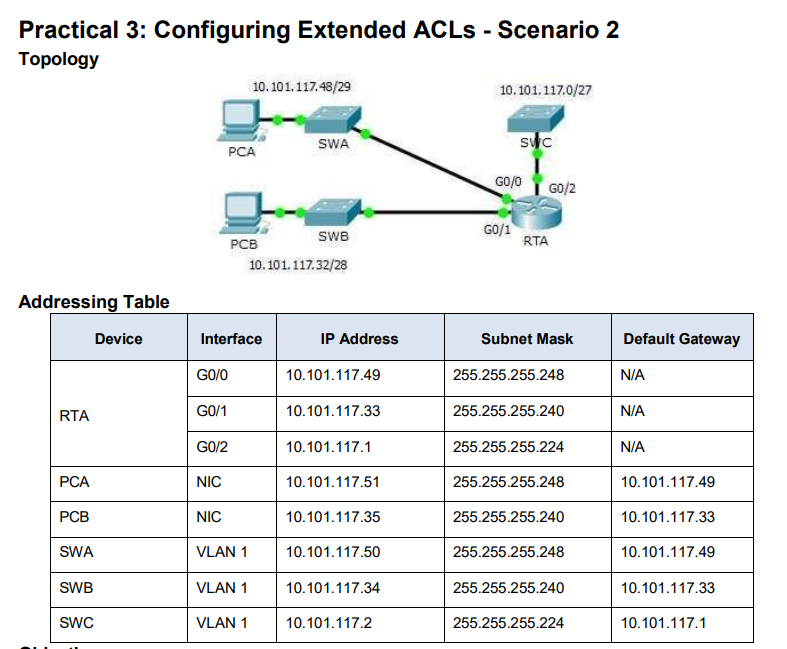 Practical 3: Configuring Extended ACLs - Scenario 2
Topology
10.101.117.48/29
10.101.117.0/27
PCA
SWA
SWC
G0/0
G0/2
PCB
SWB
G0/1
RTA
10.101.117.32/28
Addressing Table
Device Interface IP Address Subnet Mask Default Gateway
RTA G0/0 10.101.117.49 255.255.255.248 N/A
G0/1 10.101.117.33 255.255.255.240 N/A
G0/2 10.101.117.1 255.255.255.224 N/A
PCA NIC 10.101.117.51 255.255.255.248 10.101.117.49
PCB NIC 10.101.117.35 255.255.255.240 10.101.117.33
SWA VLAN 1 10.101.117.50 255.255.255.248 10.101.117.49
SWB VLAN 1 10.101.117.34 255.255.255.240 10.101.117.33
SWC VLAN 1 10.101.117.2 255.255.255.224 10.101.117.1